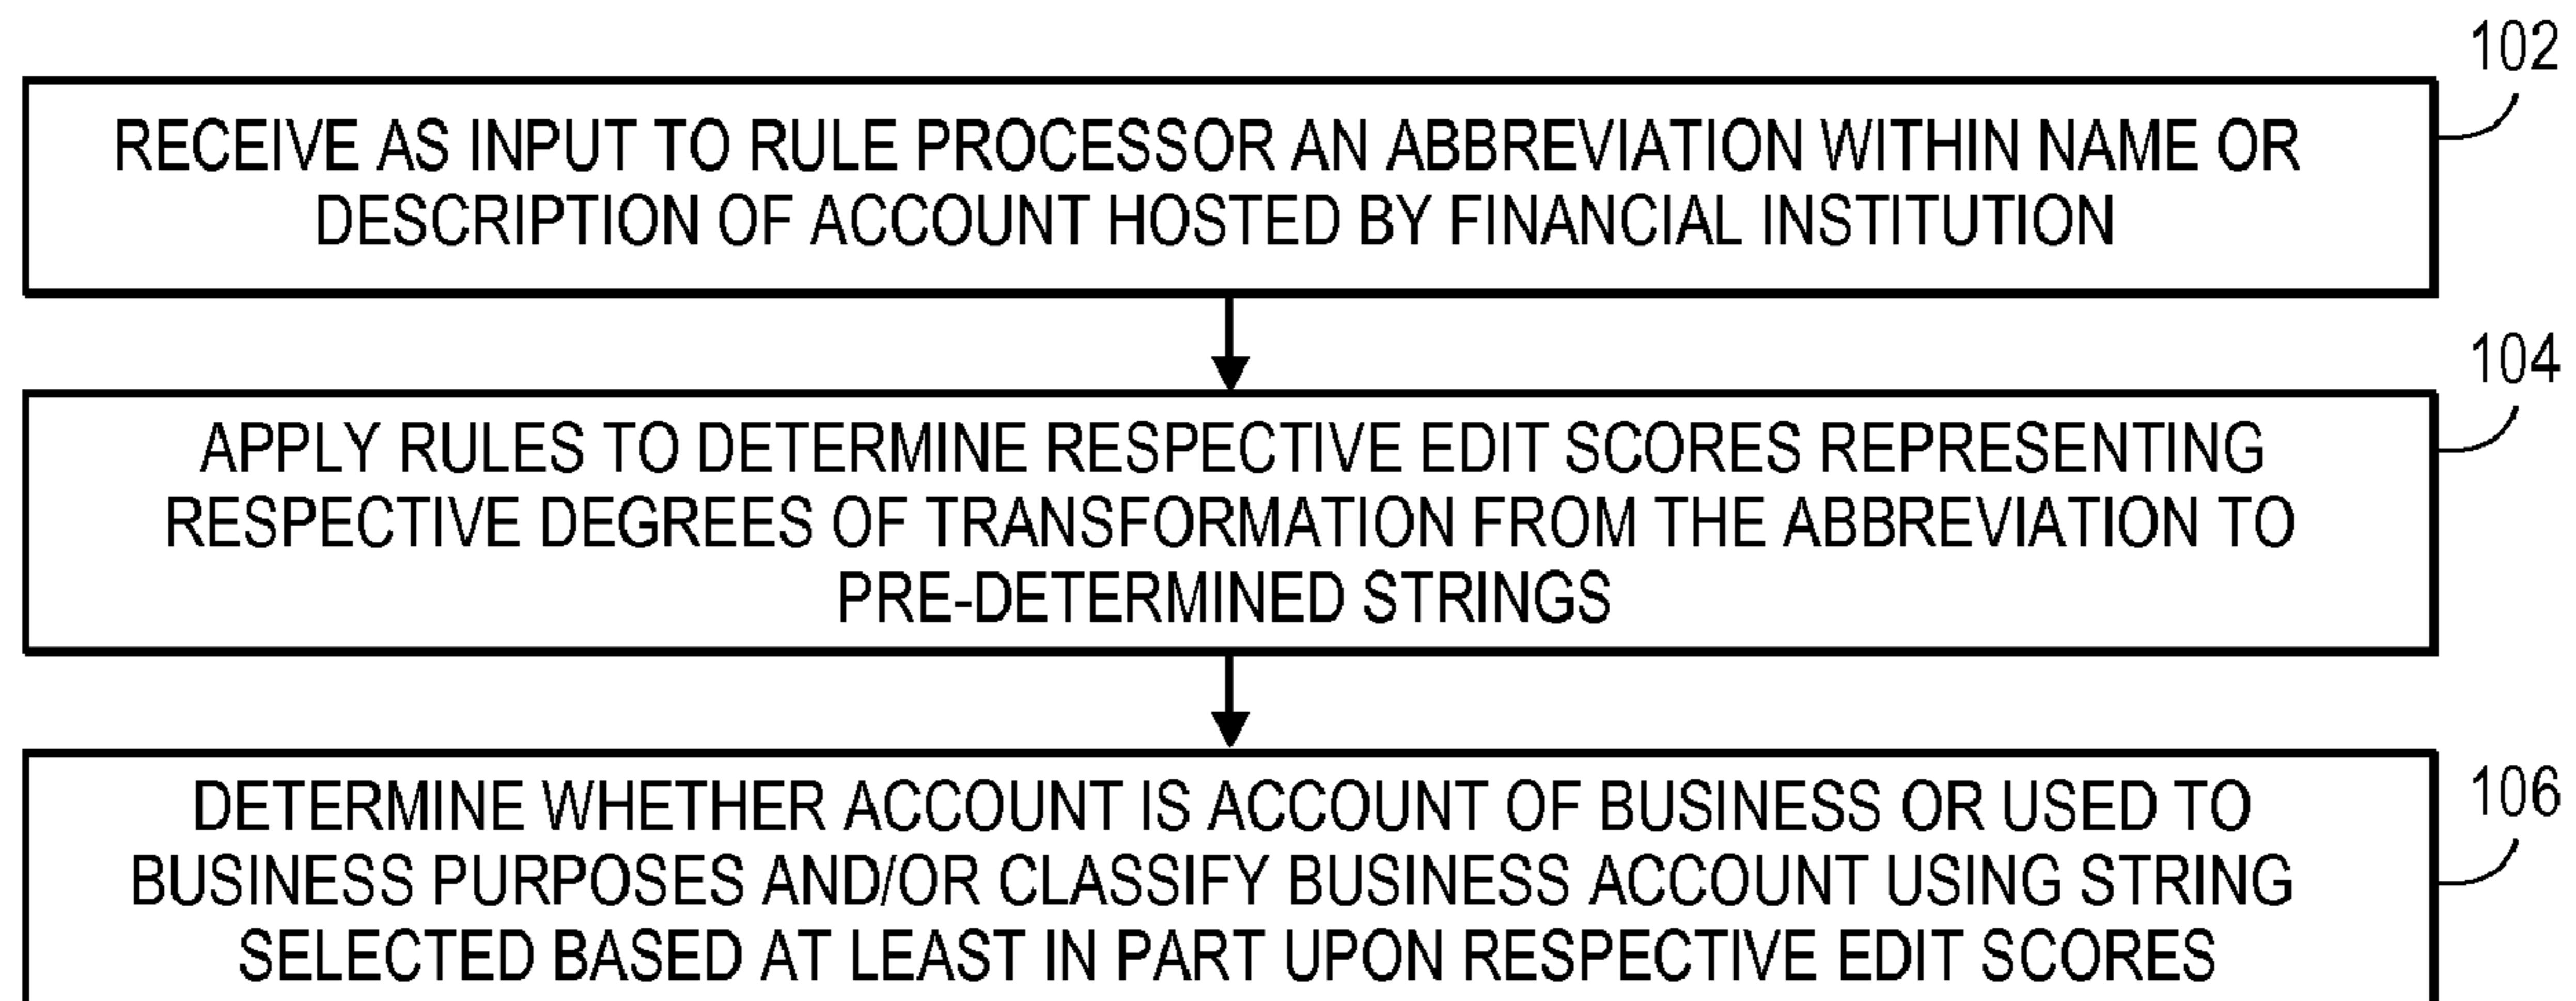 102
RECEIVE AS INPUT TO RULE PROCESSOR AN ABBREVIATION WITHIN NAME OR
DESCRIPTION OF ACCOUNT HOSTED BY FINANCIAL INSTITUTION
104
APPLY RULES TO DETERMINE RESPECTIVE EDIT SCORES REPRESENTING
RESPECTIVE DEGREES OF TRANSFORMATION FROM THE ABBREVIATION TO
PRE-DETERMINED STRINGS
106
DETERMINE WHETHER ACCOUNT IS ACCOUNT OF BUSINESS OR USED TO
BUSINESS PURPOSES AND/OR CLASSIFY BUSINESS ACCOUNT USING STRING
SELECTED BASED AT LEAST IN PART UPON RESPECTIVE EDIT SCORES